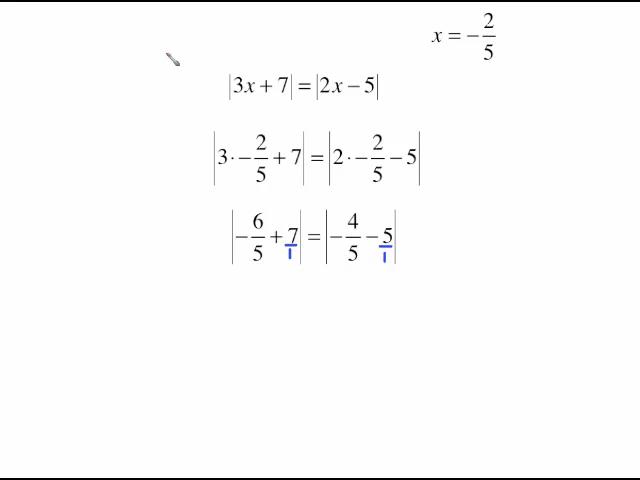 x = -2/5
|3x + 7| = |2x - 5|
|3 · -2/5 + 7| = |2 · -2/5 - 5|
|-6/5 + 7/1| = |-4/5 - 5/1|